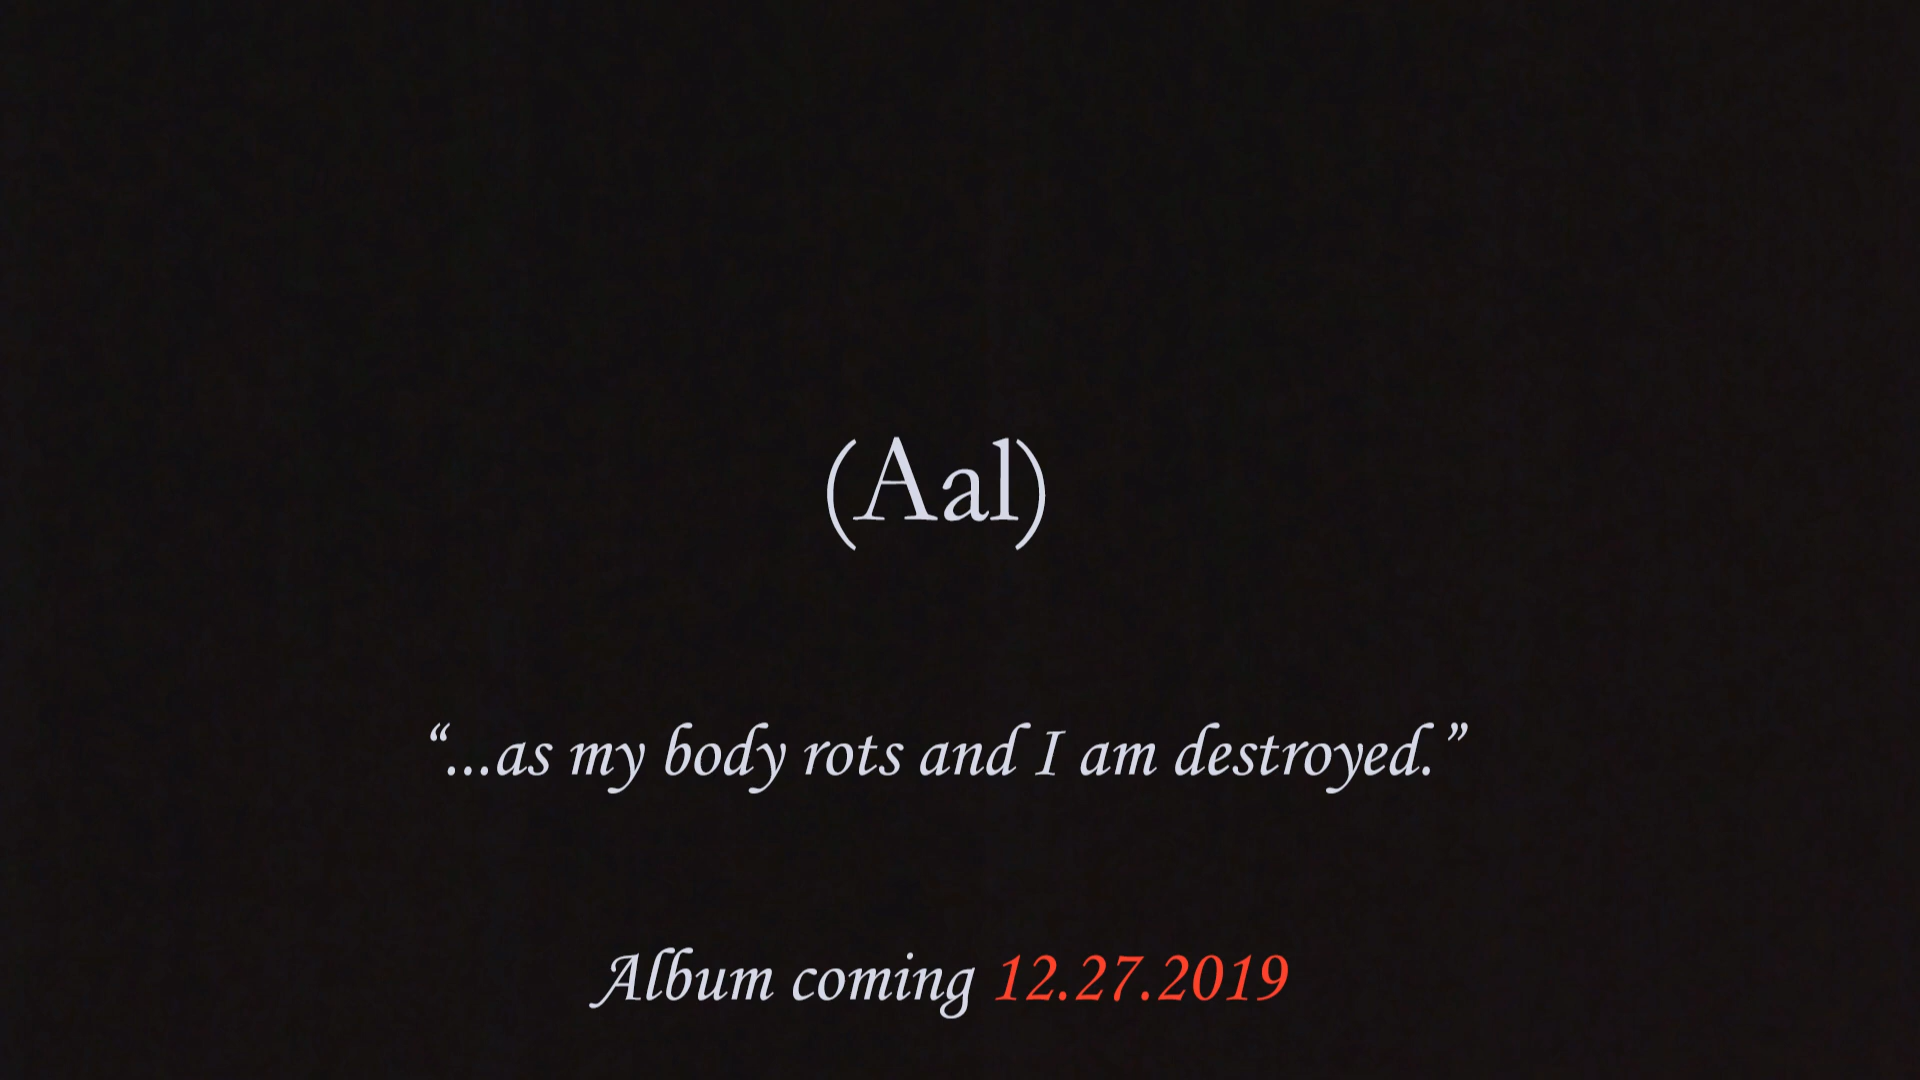 (Aal)
“...as my body rots and I am destroyed.”
Album coming 12.27.2019